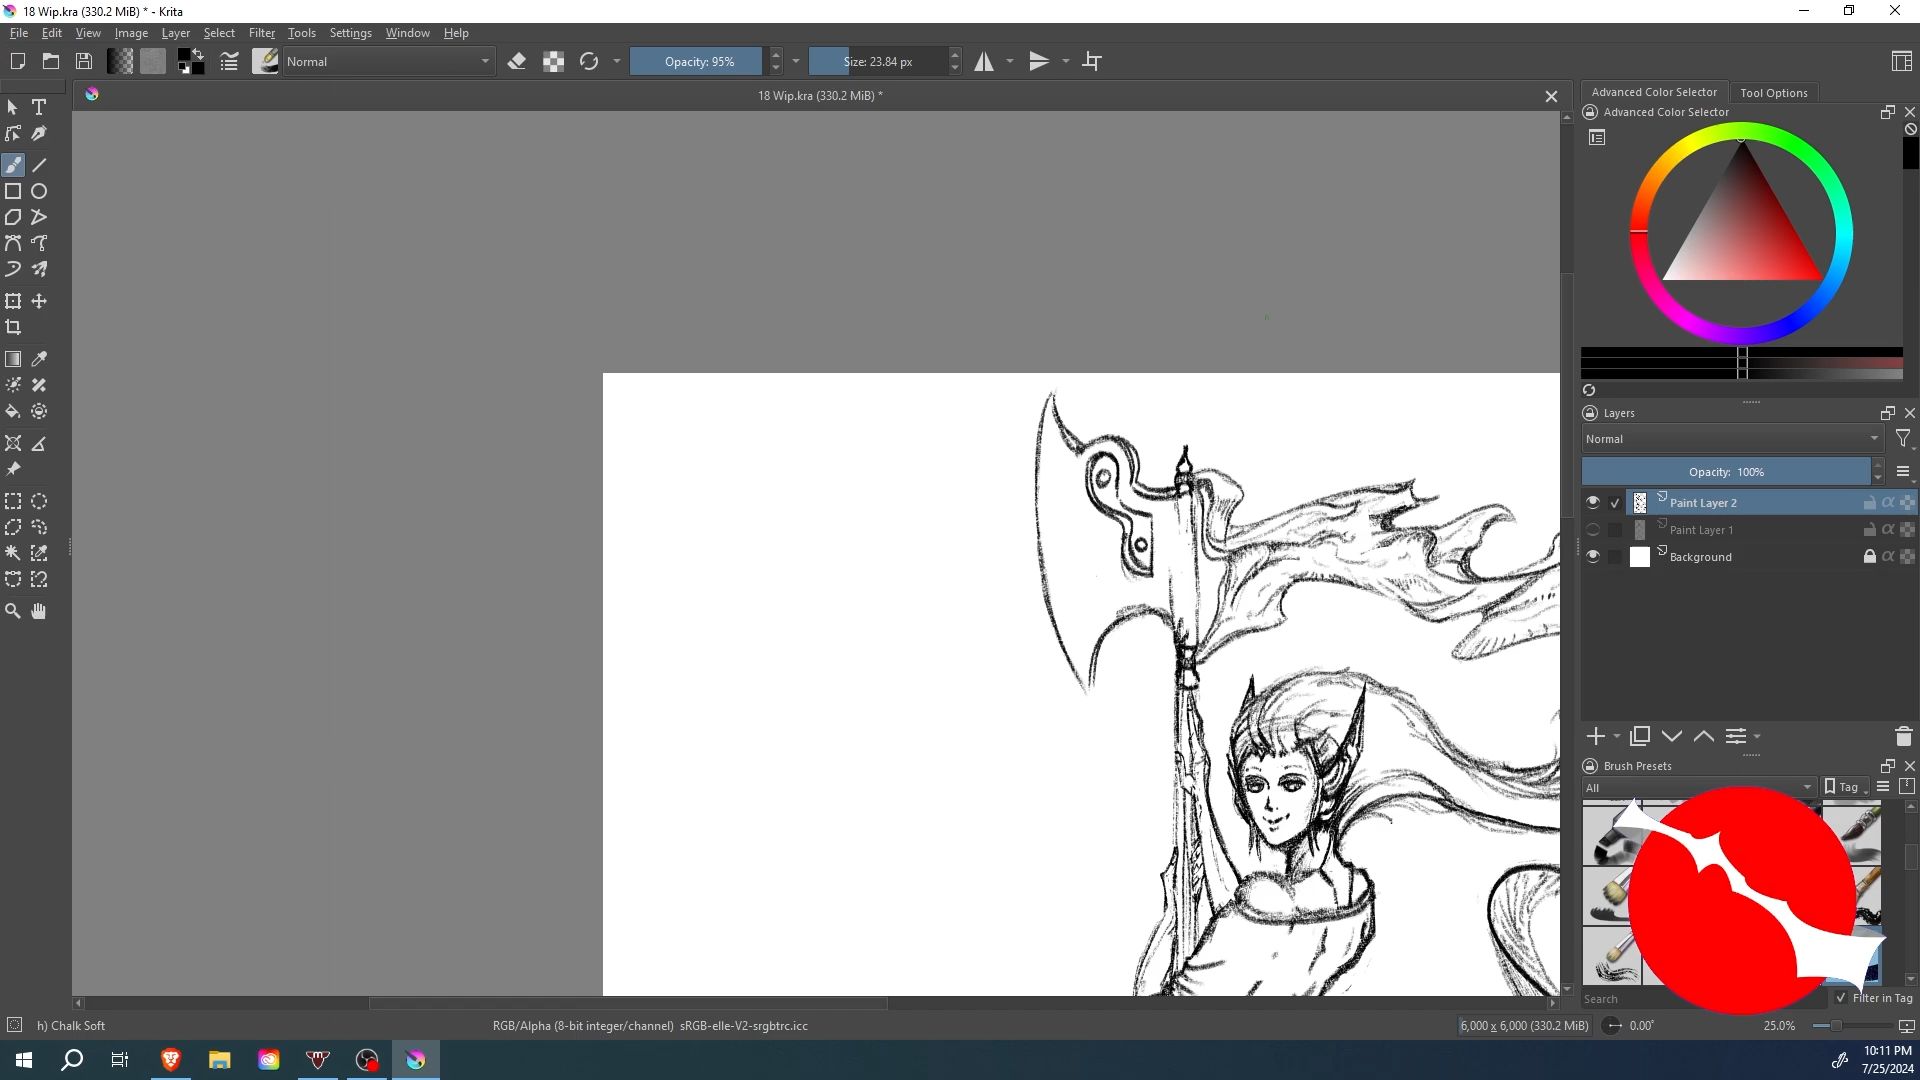 18 Wip.kra (330.2 MiB) * - Krita
File Edit View Image Layer Select Filter Tools Settings Window Help
Normal
Opacity: 95%
Size: 23.84 px
18 Wip.kra (330.2 MiB) *
Advanced Color Selector
Tool Options
Advanced Color Selector
Layers
Normal
Opacity: 100%
Paint Layer 2
Paint Layer 1
Background
Brush Presets
All
Tag
Search
Filter in Tag
h) Chalk Soft
RGB/Alpha (8-bit integer/channel) sRGB-elle-V2-srgbtrc.icc
6,000 x 6,000 (330.2 MiB)
0.00°
25.0%
10:11 PM
7/25/2024